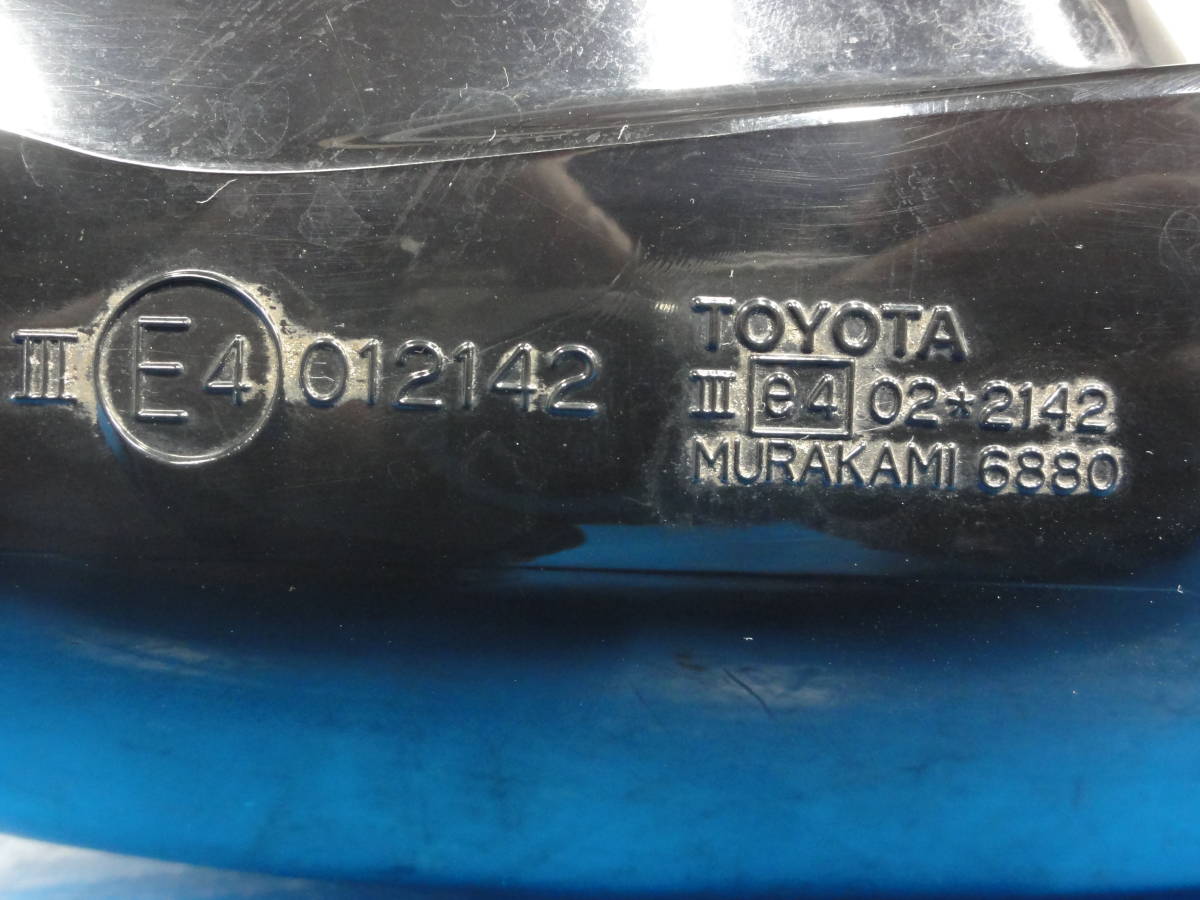 III E4 012142
TOYOTA
III e4 02*2142
MURAKAMI 6880